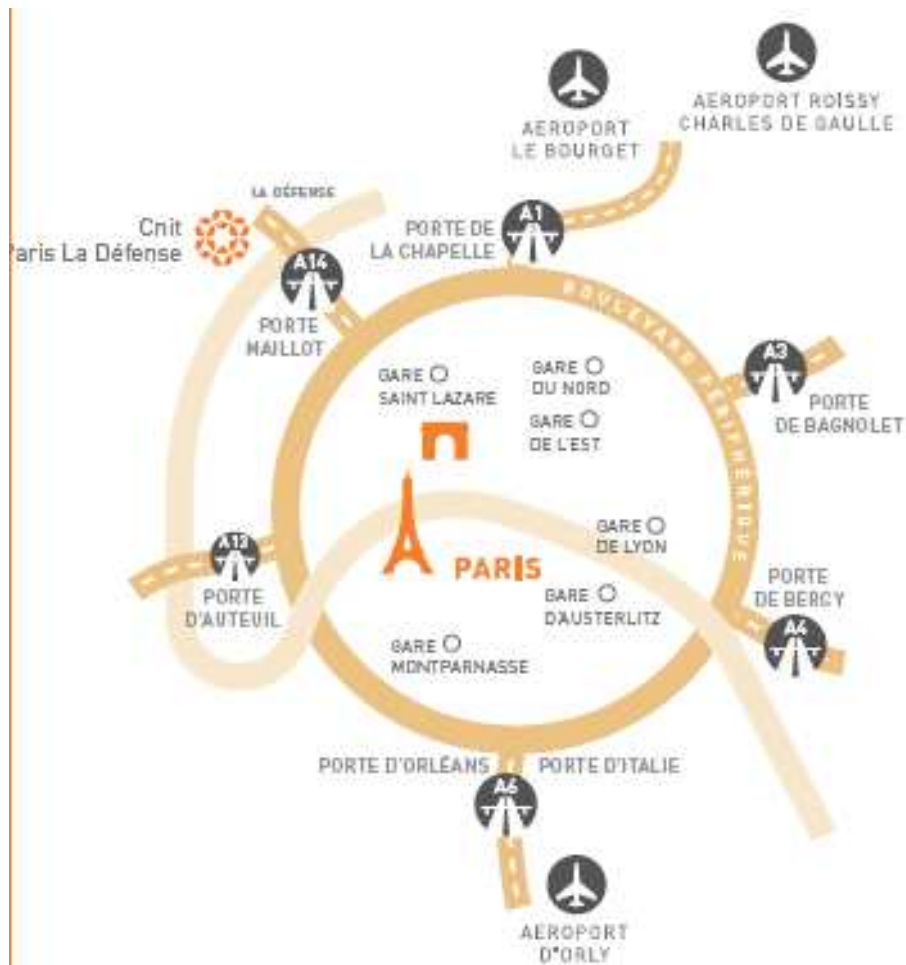 AEROPORT ROISSY
CHARLES DE GAULLE
AEROPORT
LE BOURGET
LA DÉFENSE
Cnit
Paris La Défense
A1
PORTE DE
LA CHAPELLE
A14
PORTE
MAILLOT
BOULEVARD PÉRIPHÉRIQUE
A3
PORTE
DE BAGNOLET
GARE
SAINT LAZARE
GARE
DU NORD
GARE
DE L'EST
GARE
DE LYON
PARIS
A13
PORTE
D'AUTEUIL
GARE
D'AUSTERLITZ
PORTE
DE BERCY
A4
GARE
MONTPARNASSE
PORTE D'ORLÉANS
PORTE D'ITALIE
A6
AEROPORT
D'ORLY